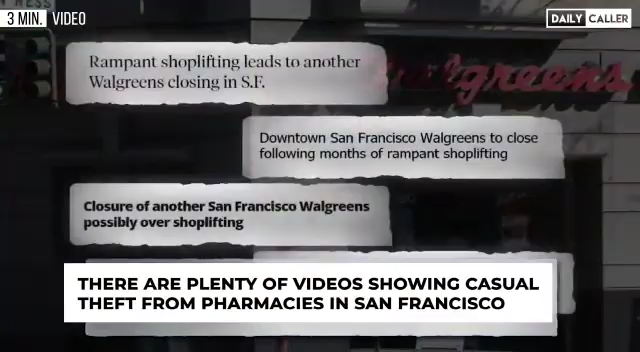 3 MIN. VIDEO
DAILY CALLER
Rampant shoplifting leads to another
Walgreens closing in S.F.
Walgreens
Downtown San Francisco Walgreens to close
following months of rampant shoplifting
Closure of another San Francisco Walgreens
possibly over shoplifting
THERE ARE PLENTY OF VIDEOS SHOWING CASUAL
THEFT FROM PHARMACIES IN SAN FRANCISCO